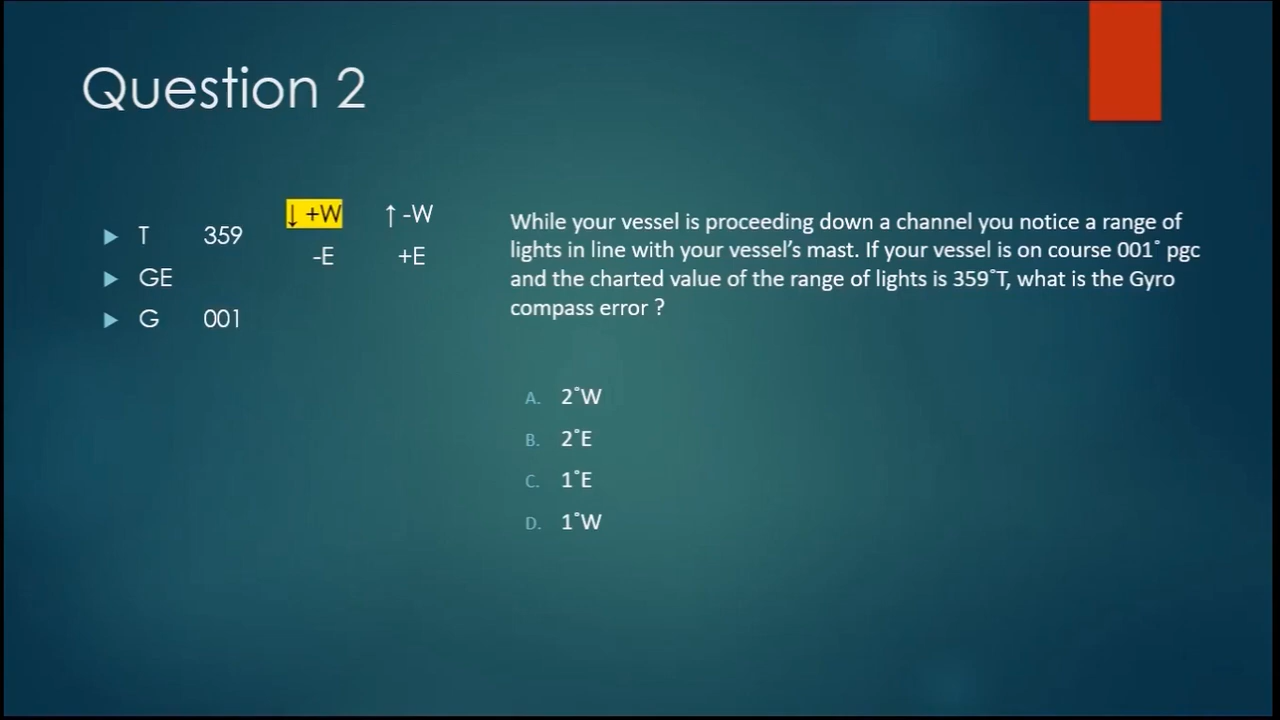 Question 2
↓ +W ↑ -W
T 359
-E +E
GE
G 001
While your vessel is proceeding down a channel you notice a range of
lights in line with your vessel’s mast. If your vessel is on course 001˚ pgc
and the charted value of the range of lights is 359˚T, what is the Gyro
compass error ?
A. 2˚W
B. 2˚E
C. 1˚E
D. 1˚W